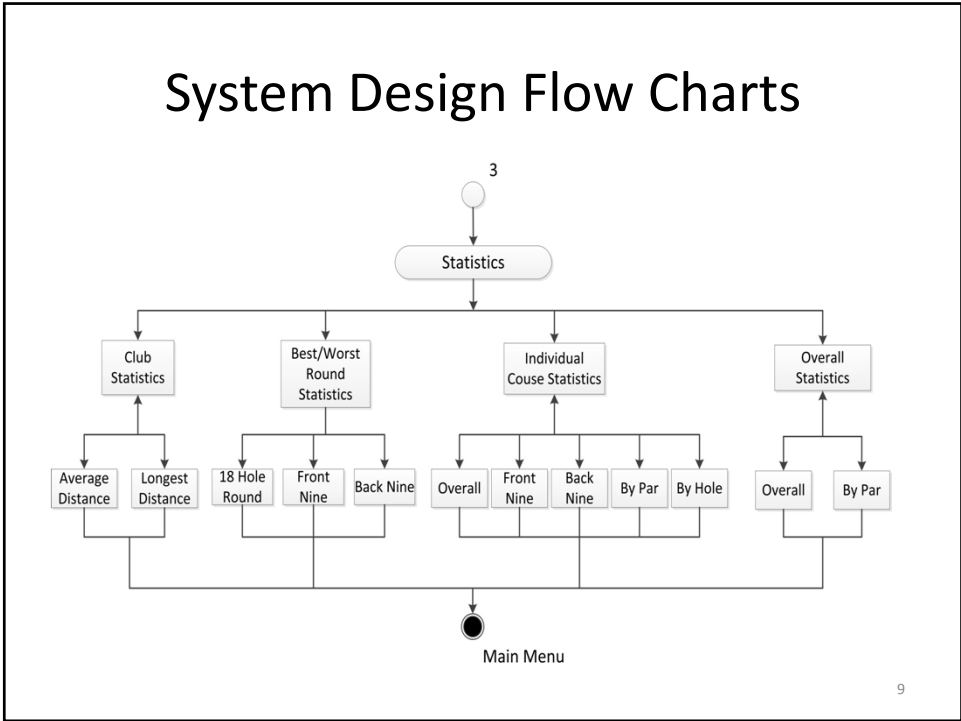 System Design Flow Charts
3
Statistics
Club
Statistics
Best/Worst
Round
Statistics
Individual
Couse Statistics
Overall
Statistics
Average
Distance
Longest
Distance
18 Hole
Round
Front
Nine
Back Nine
Overall
Front
Nine
Back
Nine
By Par
By Hole
Overall
By Par
Main Menu
9